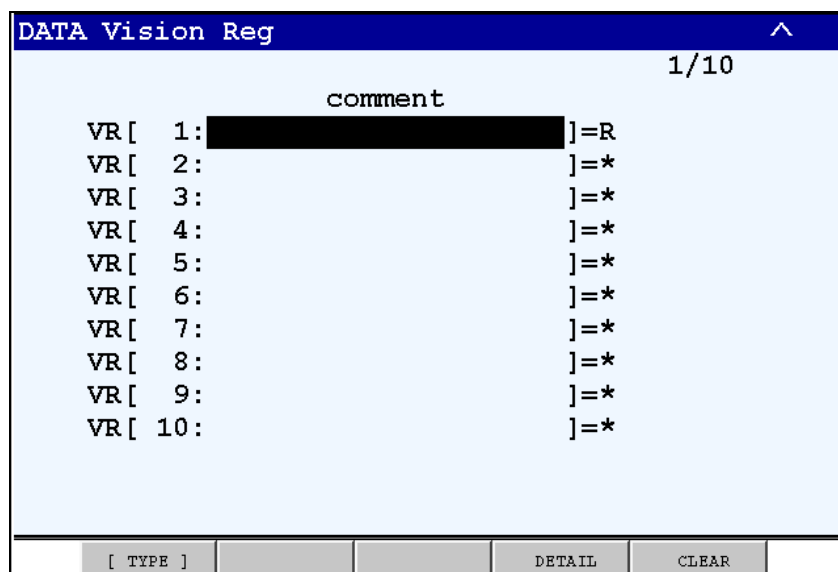 DATA Vision Reg ^
1/10
comment
VR[ 1: ]=R
VR[ 2: ]=*
VR[ 3: ]=*
VR[ 4: ]=*
VR[ 5: ]=*
VR[ 6: ]=*
VR[ 7: ]=*
VR[ 8: ]=*
VR[ 9: ]=*
VR[ 10: ]=*
[ TYPE ] DETAIL CLEAR